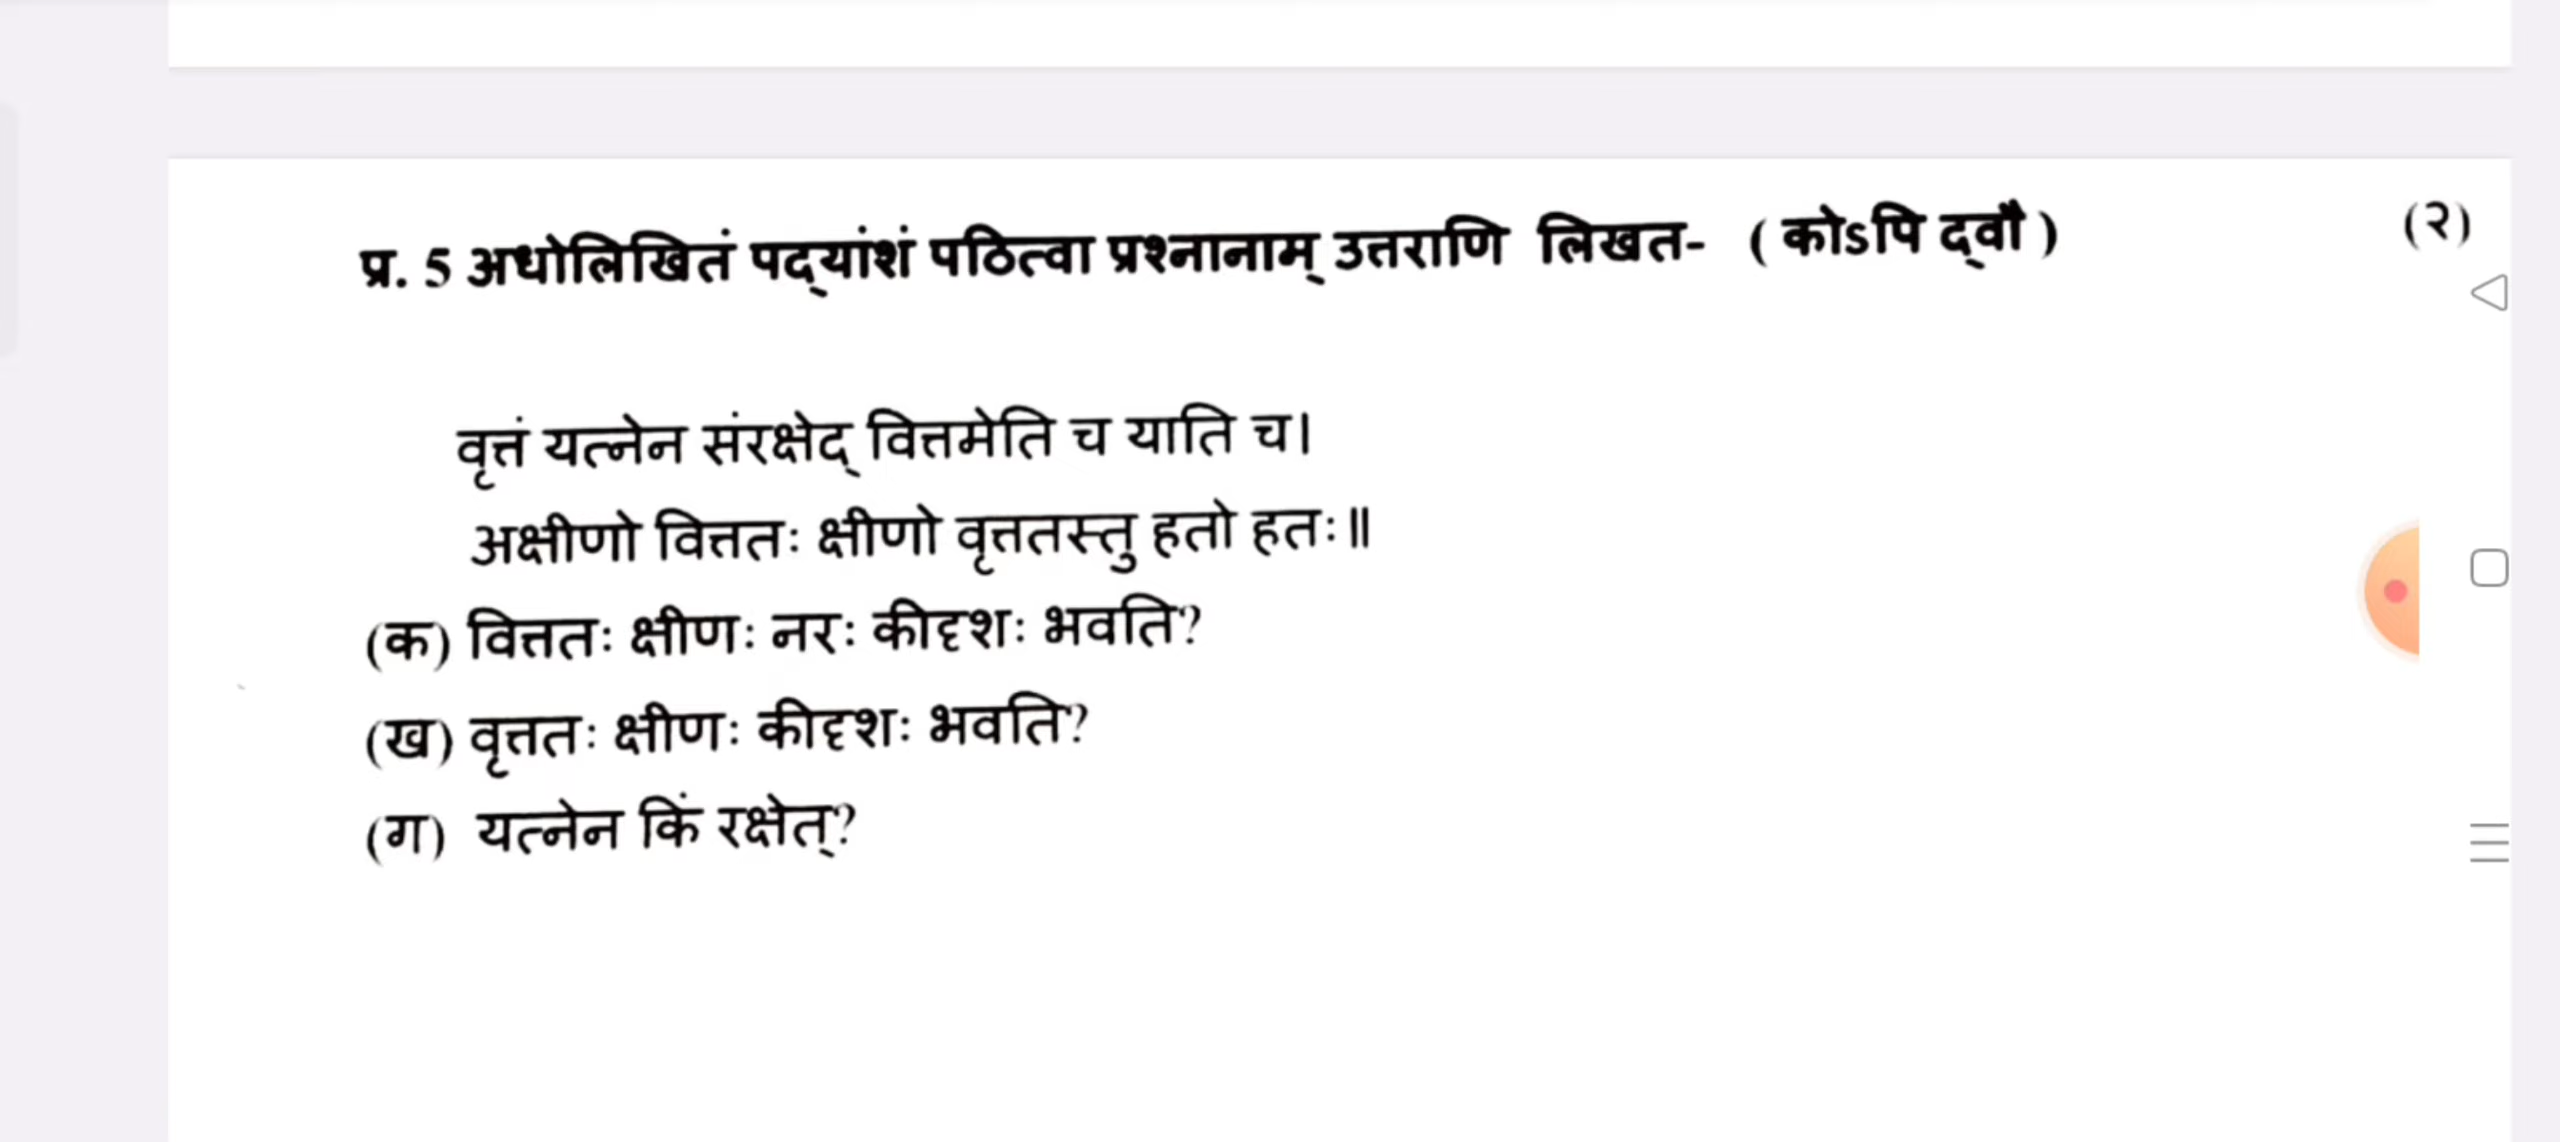 प्र. 5 अधोलिखितं पद्यांशं पठित्वा प्रश्नानाम् उत्तराणि लिखत- ( कोऽपि द्वौ ) (२)
वृत्तं यत्नेन संरक्षेद् वित्तमेति च याति च।
अक्षीणो वित्ततः क्षीणो वृत्ततस्तु हतो हतः॥
(क) वित्ततः क्षीणः नरः कीदृशः भवति?
(ख) वृत्ततः क्षीणः कीदृशः भवति?
(ग) यत्नेन किं रक्षेत्?